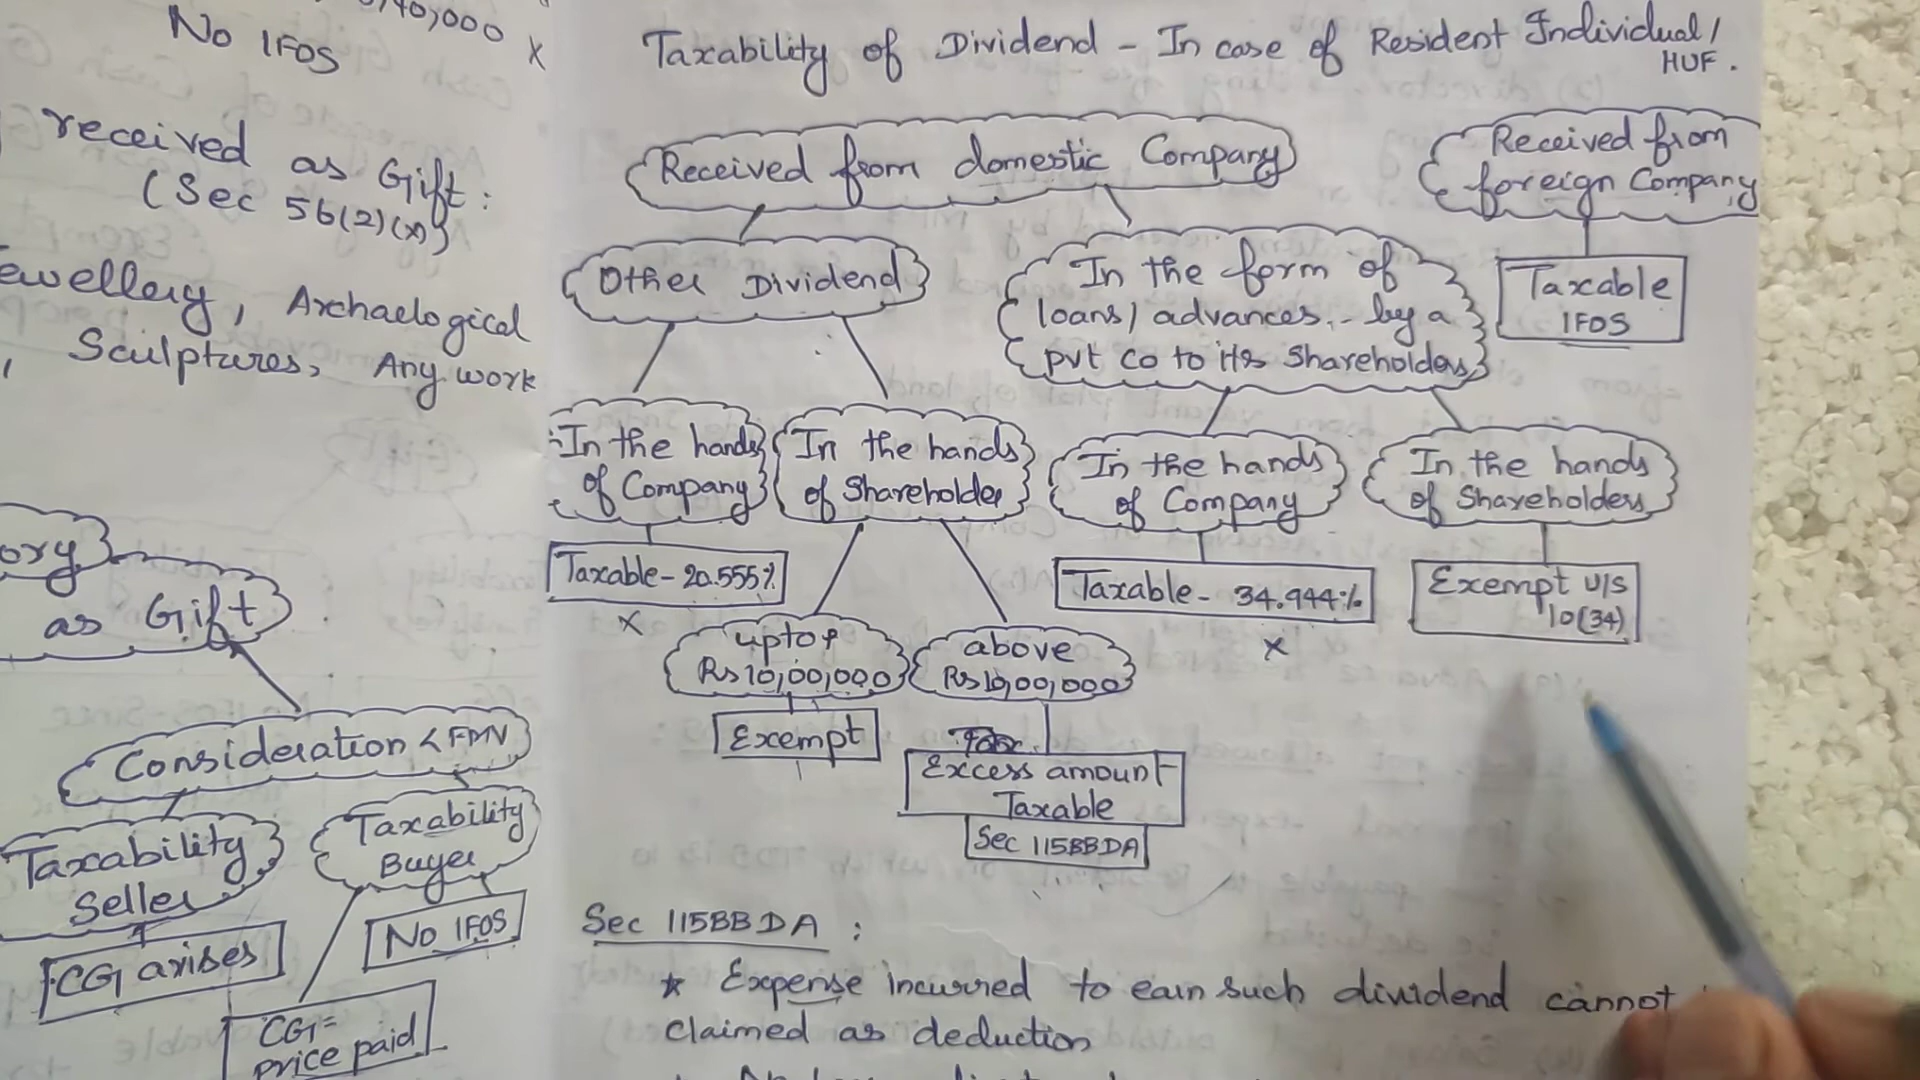 0,000
No IFOS
x
received as Gift:
(Sec 56(2)(x))
ewellery, Archaelogical
, Sculptures, Any work
ory
as Gift
Consideration < FMV
Taxability
Seller
CG arises
Taxability
Buyer
No IFOS
CG =
price paid
Taxability of Dividend - In case of Resident Individual /
HUF.
Received from domestic Company
Received from
foreign Company
Taxable
IFOS
Other Dividend
In the form of
loans / advances.. by a
pvt co to its Shareholders
In the hands
of Company
Taxable - 20.555%
x
In the hands
of Shareholder
upto
Rs 10,00,000
Exempt
above
Rs 10,00,000
Excess amount
Taxable
Sec 115BBDA
In the hands
of Company
Taxable - 34.944%
x
In the hands
of Shareholders
Exempt u/s
10(34)
Sec 115BBDA :
* Expense incurred to earn such dividend cannot
claimed as deduction